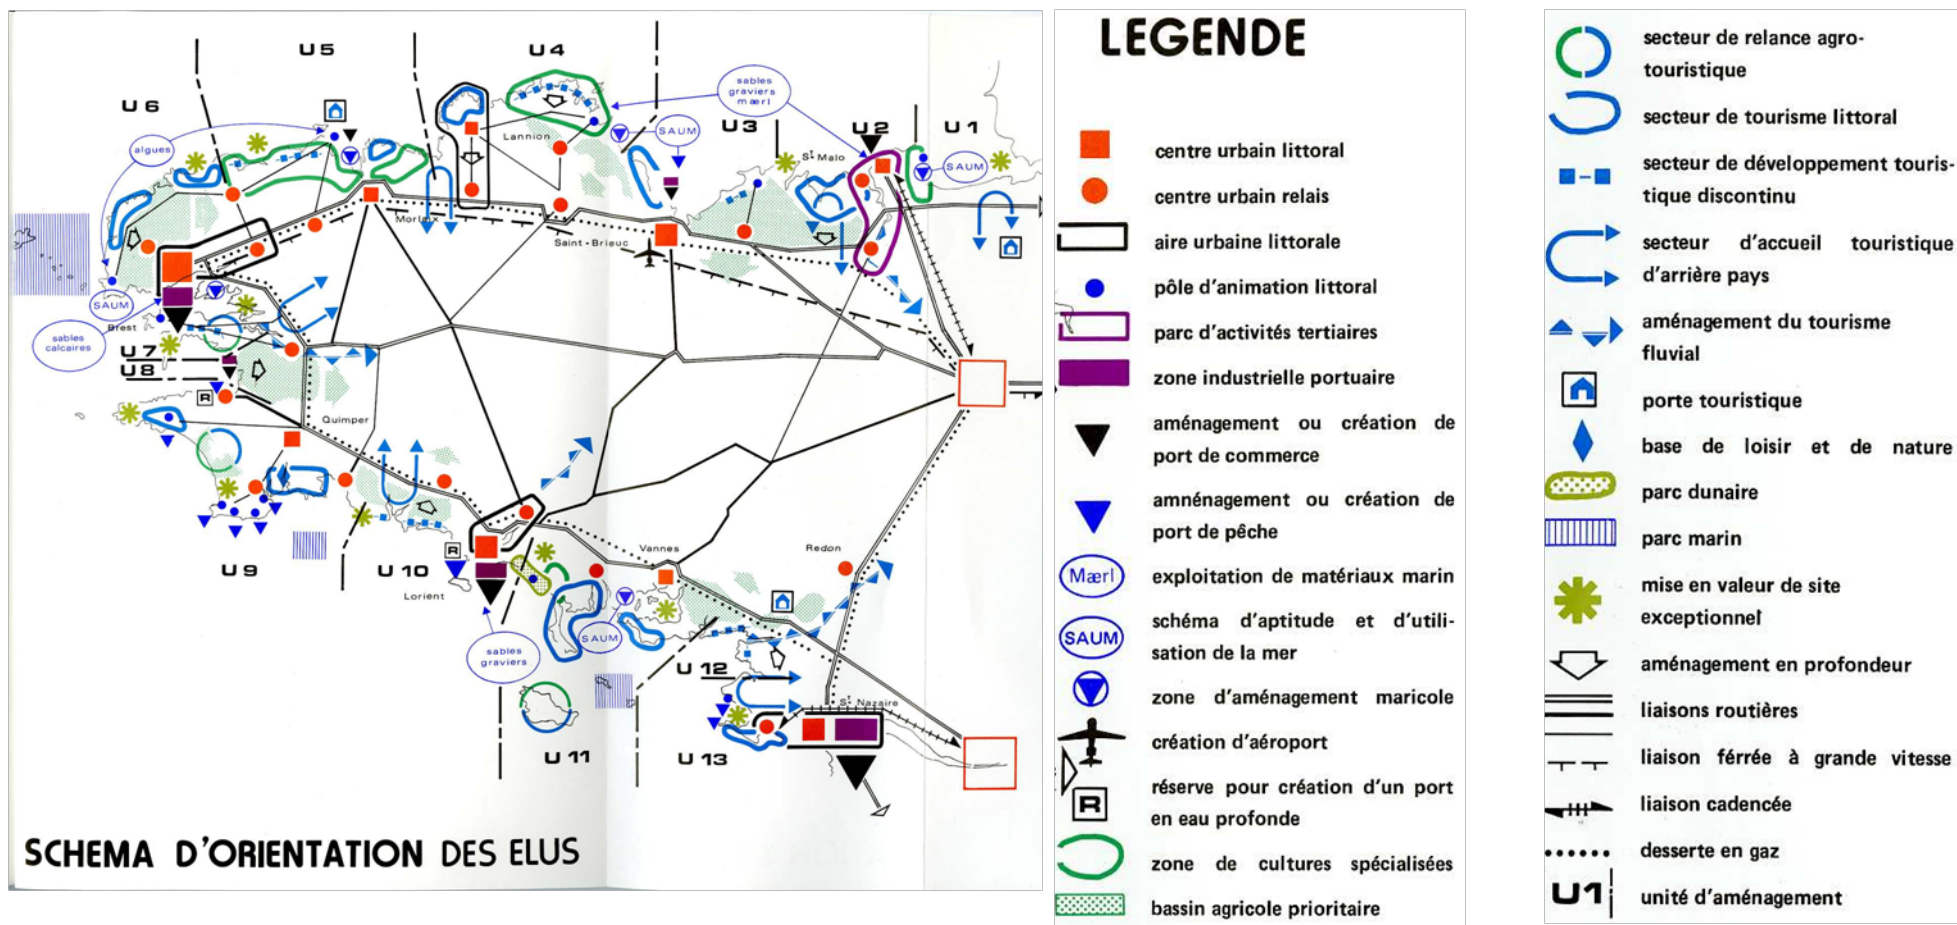 U 5
U 4
U 6
sables
graviers
mærl
U 3
U 2
U 1
SAUM
algues
Lannion
St Malo
SAUM
Morlaix
Saint-Brieuc
SAUM
Brest
sables
calcaires
U 7
U 8
R
Quimper
U 9
R
U 10
Lorient
Vannes
Redon
SAUM
sables
graviers
U 12
St Nazaire
U 11
U 13
SCHEMA D'ORIENTATION DES ELUS
LEGENDE
centre urbain littoral
centre urbain relais
aire urbaine littorale
pôle d'animation littoral
parc d'activités tertiaires
zone industrielle portuaire
aménagement ou création de
port de commerce
amnénagement ou création de
port de pêche
Mærl
exploitation de matériaux marin
SAUM
schéma d'aptitude et d'utili-
sation de la mer
zone d'aménagement maricole
création d'aéroport
R
réserve pour création d'un port
en eau profonde
zone de cultures spécialisées
bassin agricole prioritaire
secteur de relance agro-
touristique
secteur de tourisme littoral
secteur de développement touris-
tique discontinu
secteur d'accueil touristique
d'arrière pays
aménagement du tourisme
fluvial
porte touristique
base de loisir et de nature
parc dunaire
parc marin
mise en valeur de site
exceptionnel
aménagement en profondeur
liaisons routières
liaison férrée à grande vitesse
liaison cadencée
desserte en gaz
U1
unité d'aménagement